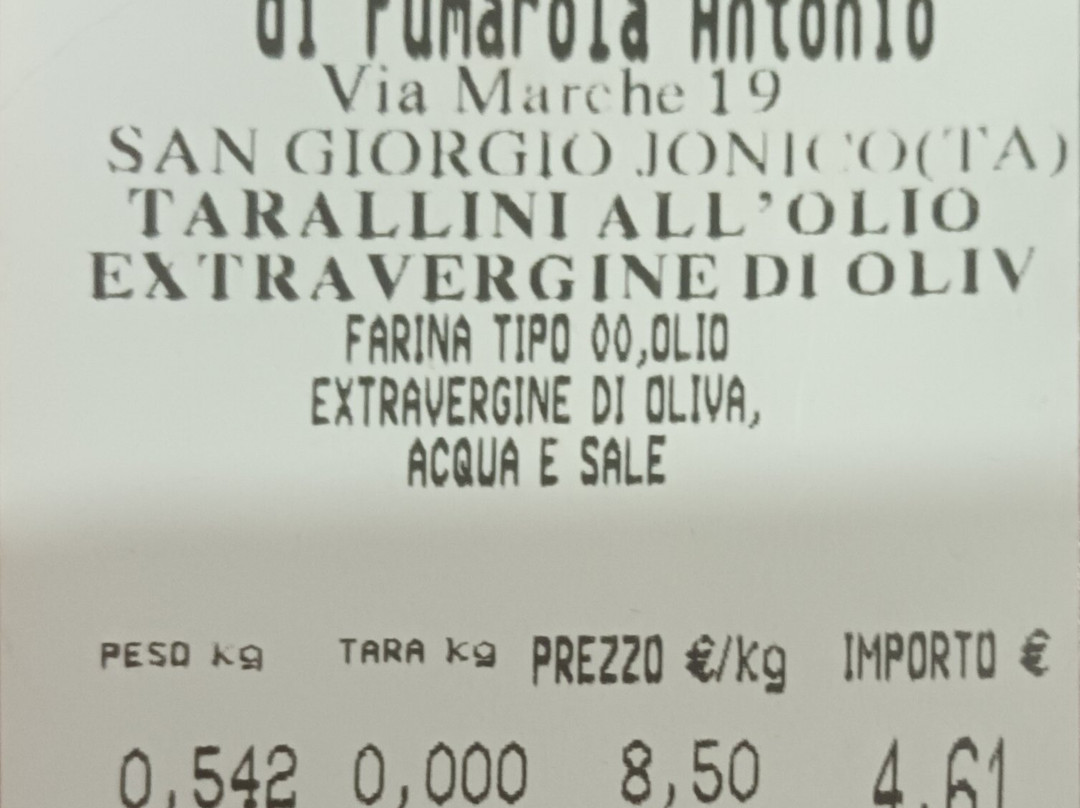 di Fumarola Antonio
Via Marche 19
SAN GIORGIO JONICO(TA)
TARALLINI ALL'OLIO
EXTRAVERGINE DI OLIV
FARINA TIPO 00,OLIO
EXTRAVERGINE DI OLIVA,
ACQUA E SALE
PESO kg TARA kg PREZZO €/kg IMPORTO €
0,542 0,000 8,50 4,61